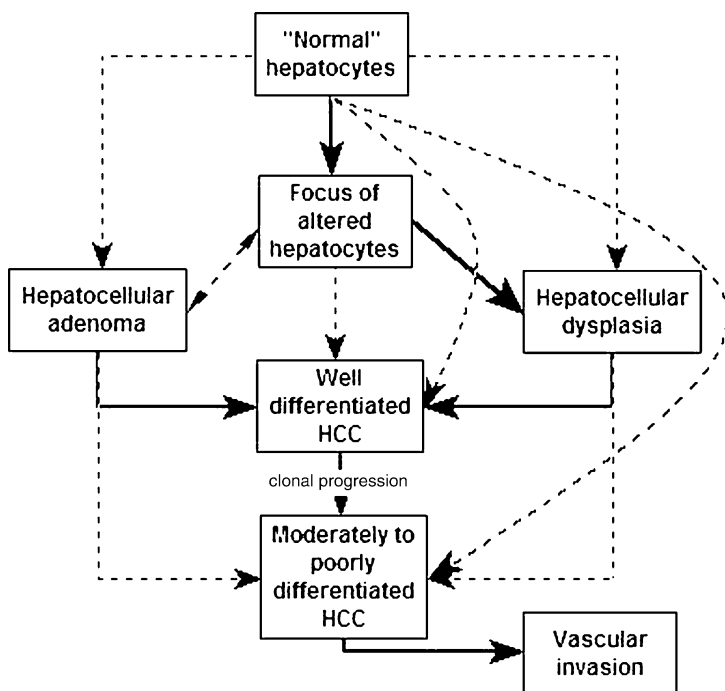 "Normal"
hepatocytes
Focus of
altered
hepatocytes
Hepatocellular
adenoma
Hepatocellular
dysplasia
Well
differentiated
HCC
clonal progression
Moderately to
poorly
differentiated
HCC
Vascular
invasion